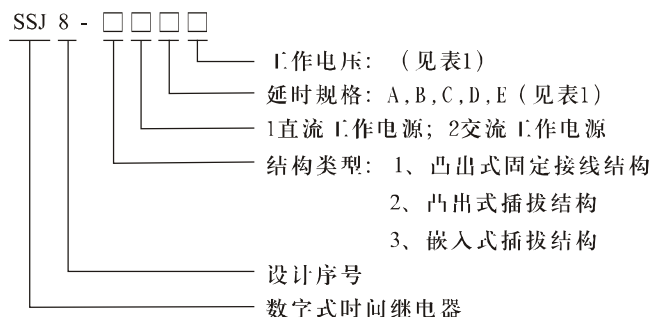 SSJ 8 - □ □ □ □
工作电压：（见表1）
延时规格：A,B,C,D,E（见表1）
1直流工作电源；2交流工作电源
结构类型：1、凸出式固定接线结构
2、凸出式插拔结构
3、嵌入式插拔结构
设计序号
数字式时间继电器